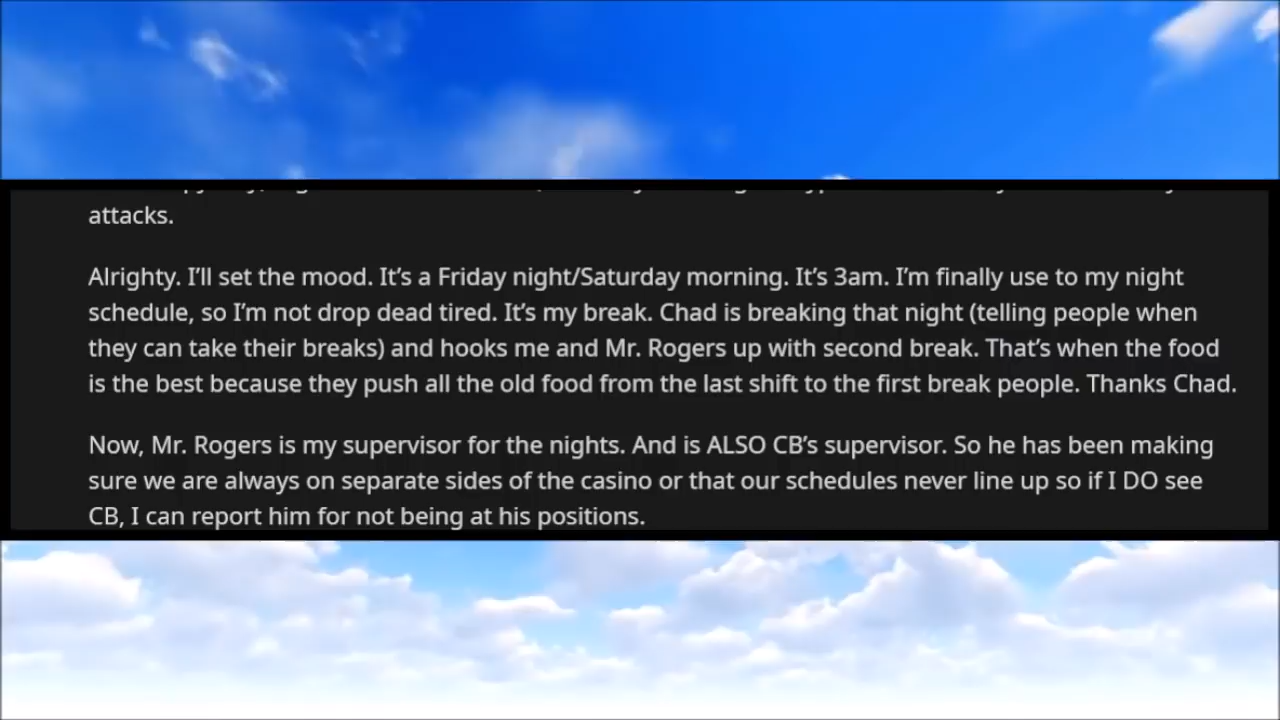 attacks.
Alrighty. I’ll set the mood. It’s a Friday night/Saturday morning. It’s 3am. I’m finally use to my night
schedule, so I’m not drop dead tired. It’s my break. Chad is breaking that night (telling people when
they can take their breaks) and hooks me and Mr. Rogers up with second break. That’s when the food
is the best because they push all the old food from the last shift to the first break people. Thanks Chad.
Now, Mr. Rogers is my supervisor for the nights. And is ALSO CB’s supervisor. So he has been making
sure we are always on separate sides of the casino or that our schedules never line up so if I DO see
CB, I can report him for not being at his positions.